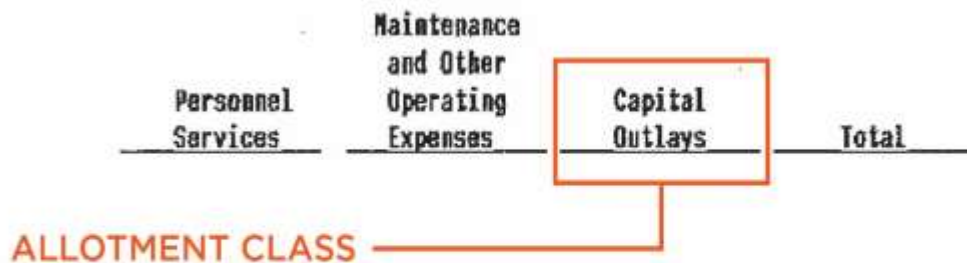 Maintenance
and Other
Personnel Operating Capital
Services Expenses Outlays Total
ALLOTMENT CLASS